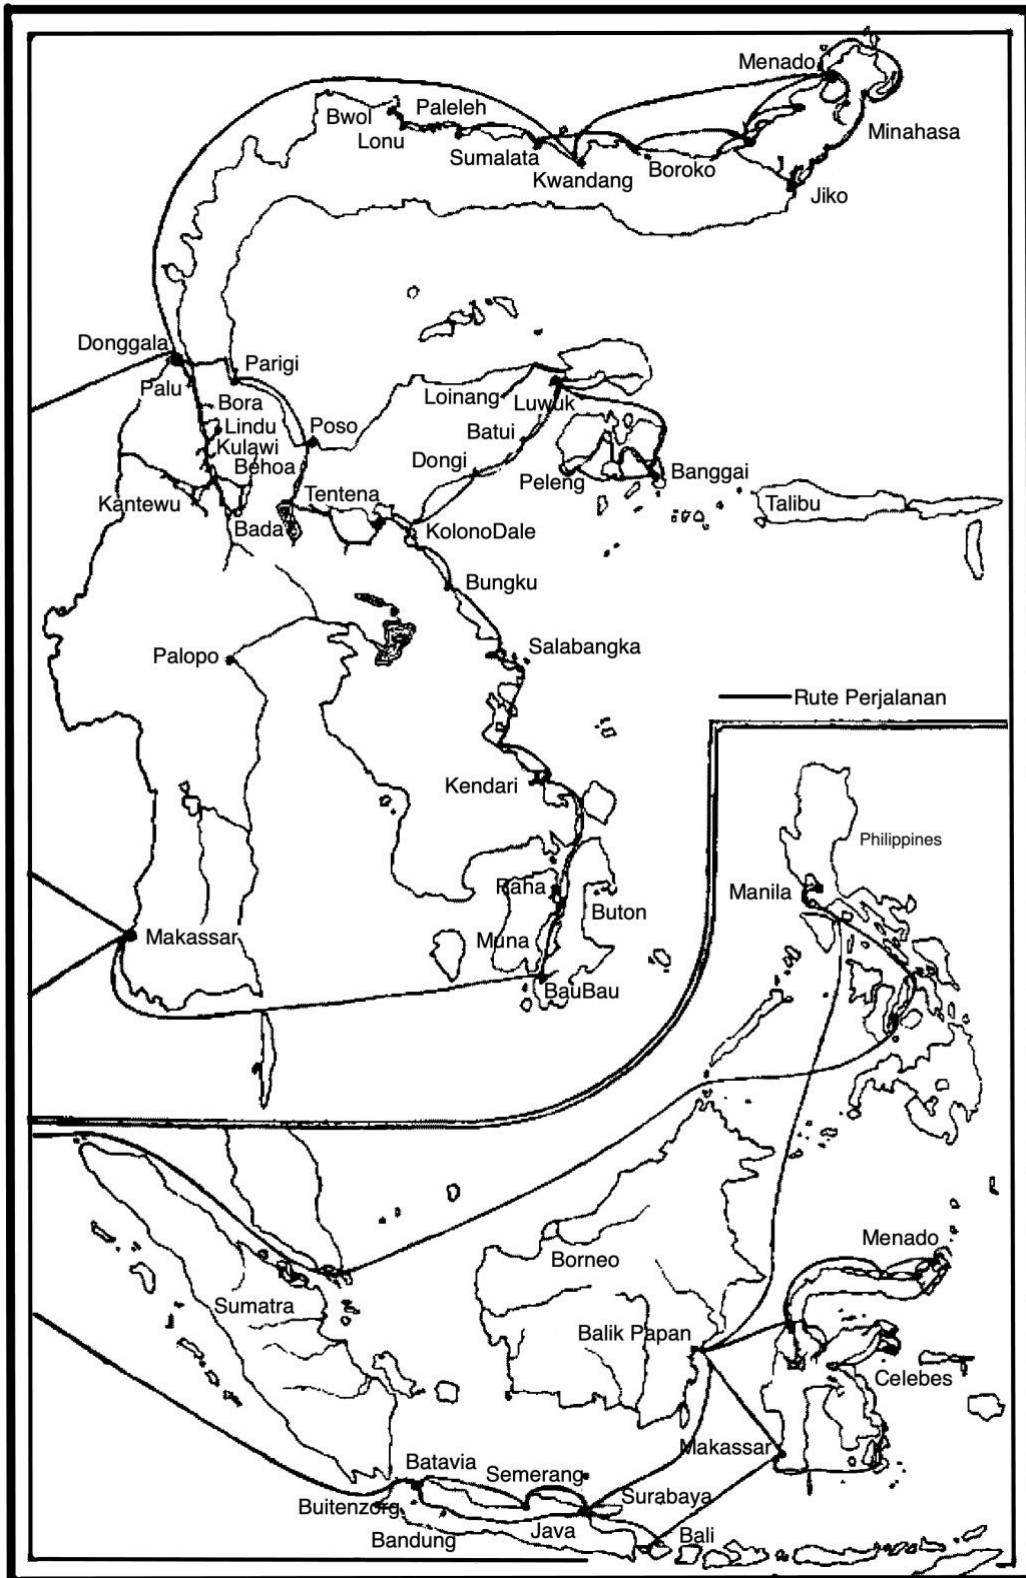 Menado
Bwol
Paleleh
Lonu
Minahasa
Sumalata
Boroko
Kwandang
Jiko
Donggala
Parigi
Palu
Loinang
Luwuk
Bora
Lindu
Poso
Batui
Kulawi
Behoa
Dongi
Banggai
Peleng
Kantewu
Tentena
Talibu
Bada
KolonoDale
Bungku
Palopo
Salabangka
Rute Perjalanan
Kendari
Philippines
Raha
Manila
Buton
Makassar
Muna
BauBau
Menado
Borneo
Sumatra
Balik Papan
Celebes
Makassar
Batavia
Semerang
Buitenzorg
Surabaya
Bandung
Java
Bali